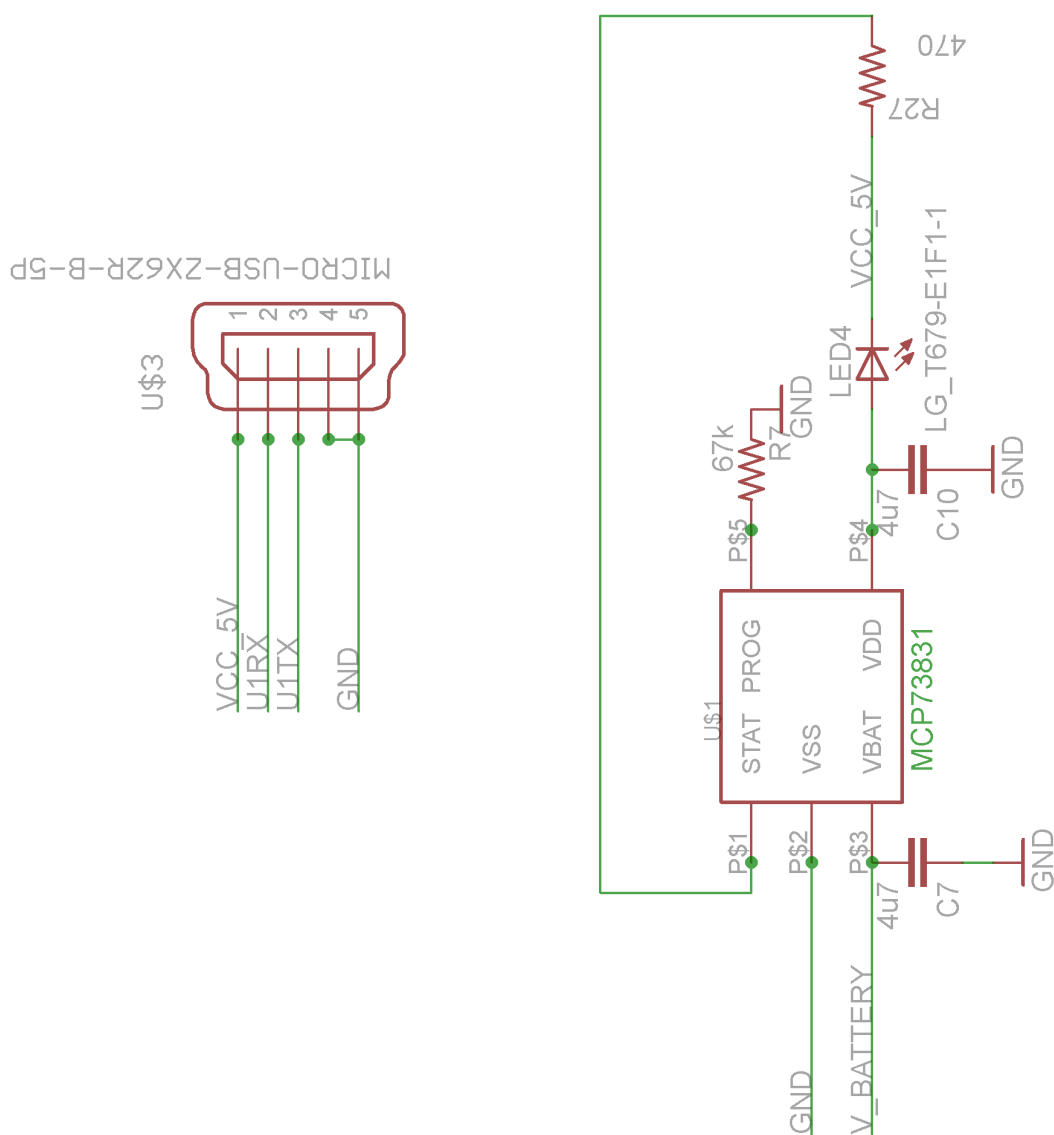 MICRO-USB-ZX62R-B-5P
1 2 3 4 5
U$3
VCC_5V
U1RX
U1TX
GND
470
R27
VCC_5V
LED4
LG_T679-E1F1-1
67k
R7
GND
4u7
C10
GND
P$5
P$4
PROG
VDD
U$1
STAT
VSS
VBAT
MCP73831
P$1
P$2
P$3
4u7
C7
GND
GND
V_BATTERY